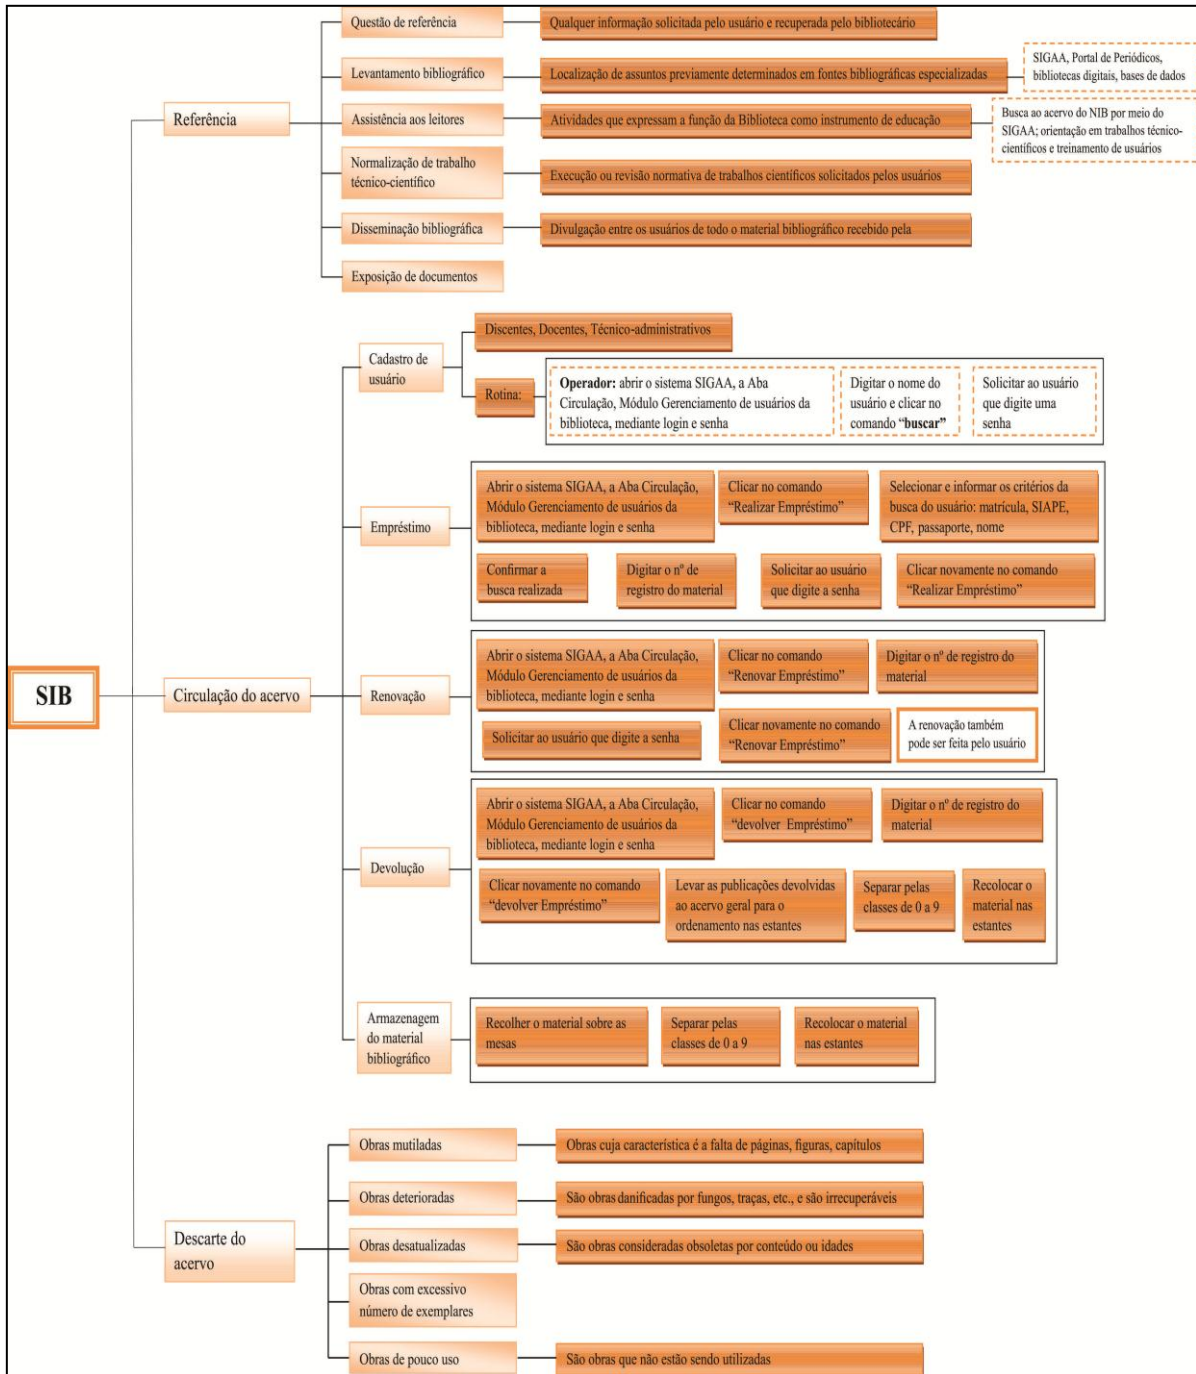 Questão de referência
Qualquer informação solicitada pelo usuário e recuperada pelo bibliotecário
Levantamento bibliográfico
Localização de assuntos previamente determinados em fontes bibliográficas especializadas
SIGAA, Portal de Periódicos,
bibliotecas digitais, bases de dados
Referência
Assistência aos leitores
Atividades que expressam a função da Biblioteca como instrumento de educação
Busca ao acervo do NIB por meio do
SIGAA; orientação em trabalhos técnico-
científicos e treinamento de usuários
Normalização de trabalho
técnico-científico
Execução ou revisão normativa de trabalhos científicos solicitados pelos usuários
Disseminação bibliográfica
Divulgação entre os usuários de todo o material bibliográfico recebido pela
Exposição de documentos
SIB
Circulação do acervo
Cadastro de
usuário
Discentes, Docentes, Técnico-administrativos
Rotina:
Operador: abrir o sistema SIGAA, a Aba
Circulação, Módulo Gerenciamento de usuários da
biblioteca, mediante login e senha
Digitar o nome do
usuário e clicar no
comando “buscar”
Solicitar ao usuário
que digite uma
senha
Empréstimo
Abrir o sistema SIGAA, a Aba Circulação,
Módulo Gerenciamento de usuários da
biblioteca, mediante login e senha
Clicar no comando
“Realizar Empréstimo”
Selecionar e informar os critérios da
busca do usuário: matrícula, SIAPE,
CPF, passaporte, nome
Confirmar a
busca realizada
Digitar o nº de
registro do material
Solicitar ao usuário
que digite a senha
Clicar novamente no comando
“Realizar Empréstimo”
Renovação
Abrir o sistema SIGAA, a Aba Circulação,
Módulo Gerenciamento de usuários da
biblioteca, mediante login e senha
Clicar no comando
“Renovar Empréstimo”
Digitar o nº de registro do
material
Solicitar ao usuário que digite a senha
Clicar novamente no comando
“Renovar Empréstimo”
A renovação também
pode ser feita pelo usuário
Devolução
Abrir o sistema SIGAA, a Aba Circulação,
Módulo Gerenciamento de usuários da
biblioteca, mediante login e senha
Clicar no comando
“devolver Empréstimo”
Digitar o nº de registro do
material
Clicar novamente no comando
“devolver Empréstimo”
Levar as publicações devolvidas
ao acervo geral para o
ordenamento nas estantes
Separar pelas
classes de 0 a 9
Recolocar o
material nas
estantes
Armazenagem
do material
bibliográfico
Recolher o material sobre as
mesas
Separar pelas
classes de 0 a 9
Recolocar o material
nas estantes
Descarte do
acervo
Obras mutiladas
Obras cuja característica é a falta de páginas, figuras, capítulos
Obras deterioradas
São obras danificadas por fungos, traças, etc., e são irrecuperáveis
Obras desatualizadas
São obras consideradas obsoletas por conteúdo ou idades
Obras com excessivo
número de exemplares
Obras de pouco uso
São obras que não estão sendo utilizadas